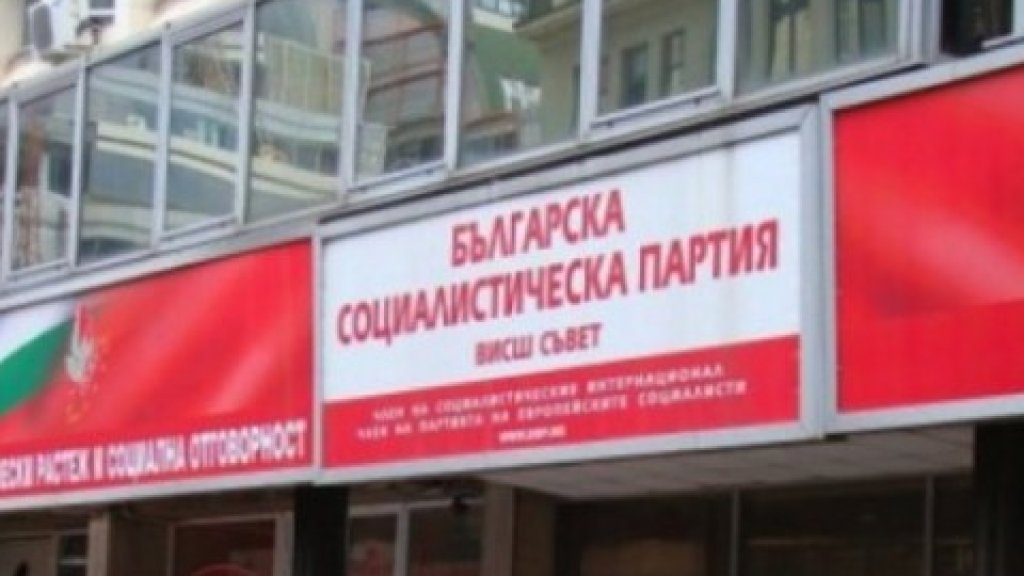 БЪЛГАРСКА
СОЦИАЛИСТИЧЕСКА ПАРТИЯ
ВИСШ СЪВЕТ
ЧЛЕН НА СОЦИАЛИСТИЧЕСКИЯ ИНТЕРНАЦИОНАЛ
ЧЛЕН НА ПАРТИЯТА НА ЕВРОПЕЙСКИТЕ СОЦИАЛИСТИ
РАСТЕЖ И СОЦИАЛНА ОТГОВОРНОСТ